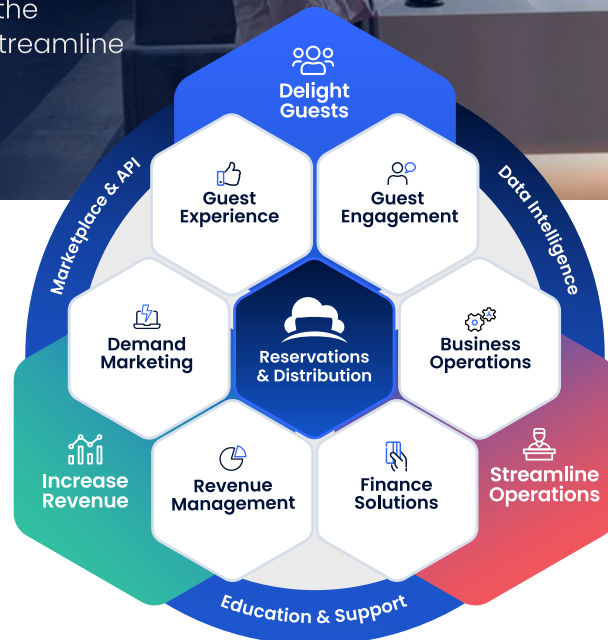 the
streamline
Delight
Guests
Marketplace & API
Data Intelligence
Guest
Experience
Guest
Engagement
Demand
Marketing
Reservations
& Distribution
Business
Operations
Increase
Revenue
Revenue
Management
Finance
Solutions
Streamline
Operations
Education & Support